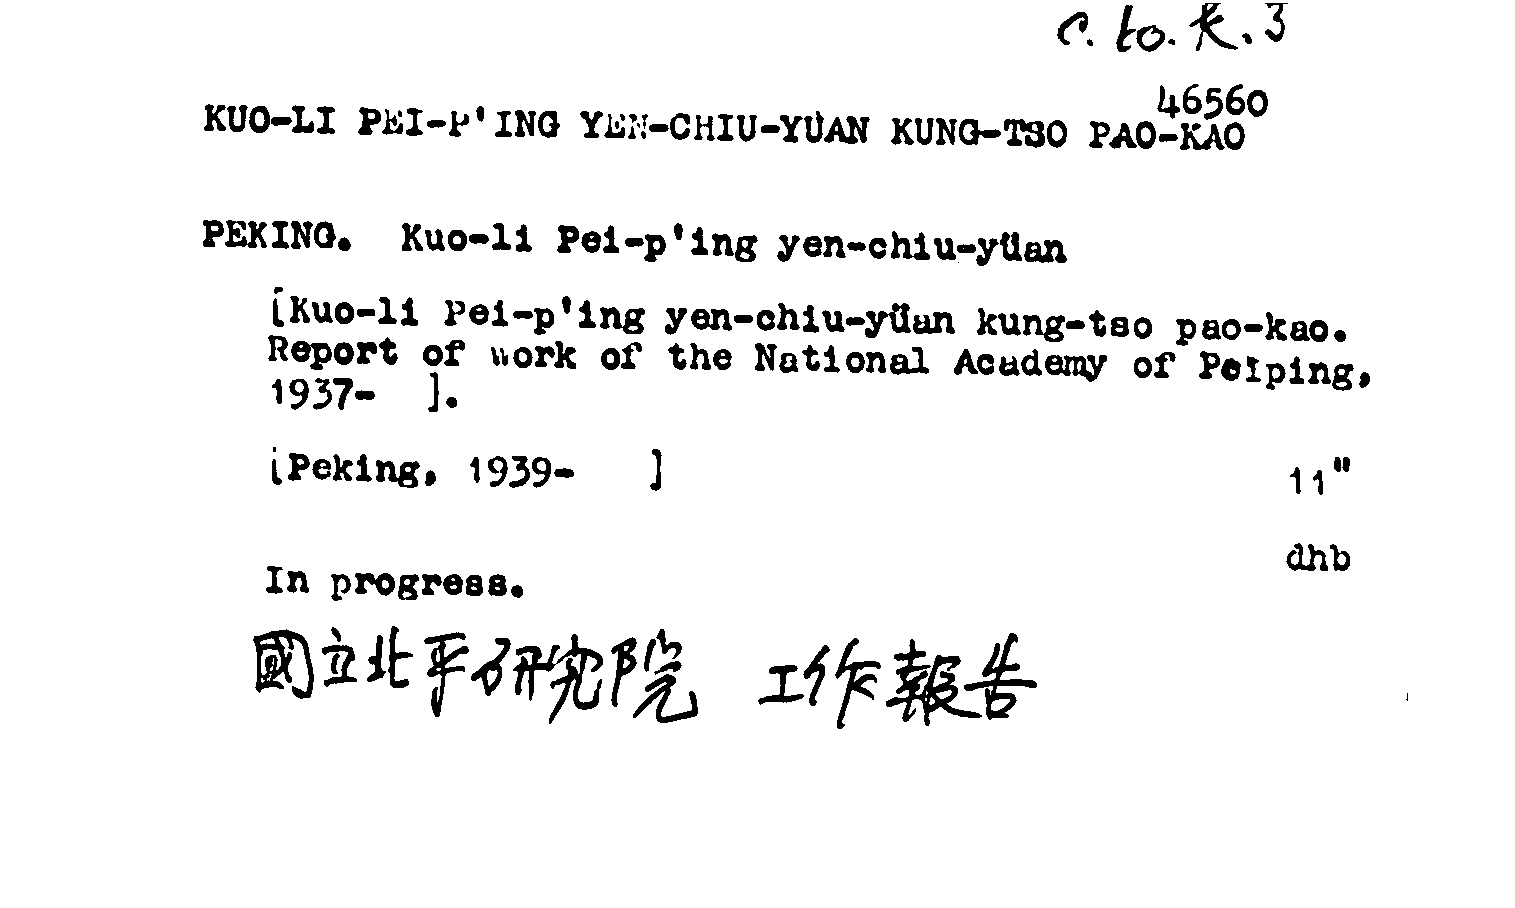 c. to. K. 3
46560
KUO-LI PEI-P'ING YEN-CHIU-YÜAN KUNG-TSO PAO-KAO
PEKING. Kuo-li Pei-p'ing yen-chiu-yüan
[Kuo-li Pei-p'ing yen-chiu-yüan kung-tso pao-kao.
Report of work of the National Academy of Peiping,
1937- ].
[Peking, 1939- ]
11"
dhb
In progress.
國立北平研究院 工作報告